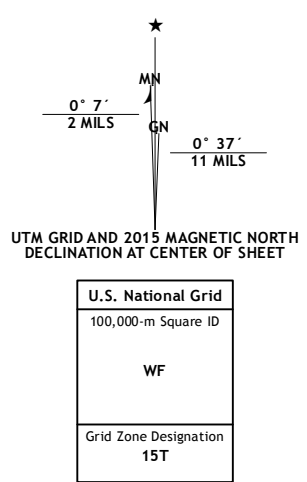 ★
MN
0° 7´
2 MILS
GN
0° 37´
11 MILS
UTM GRID AND 2015 MAGNETIC NORTH
DECLINATION AT CENTER OF SHEET
U.S. National Grid
100,000-m Square ID
WF
Grid Zone Designation
15T